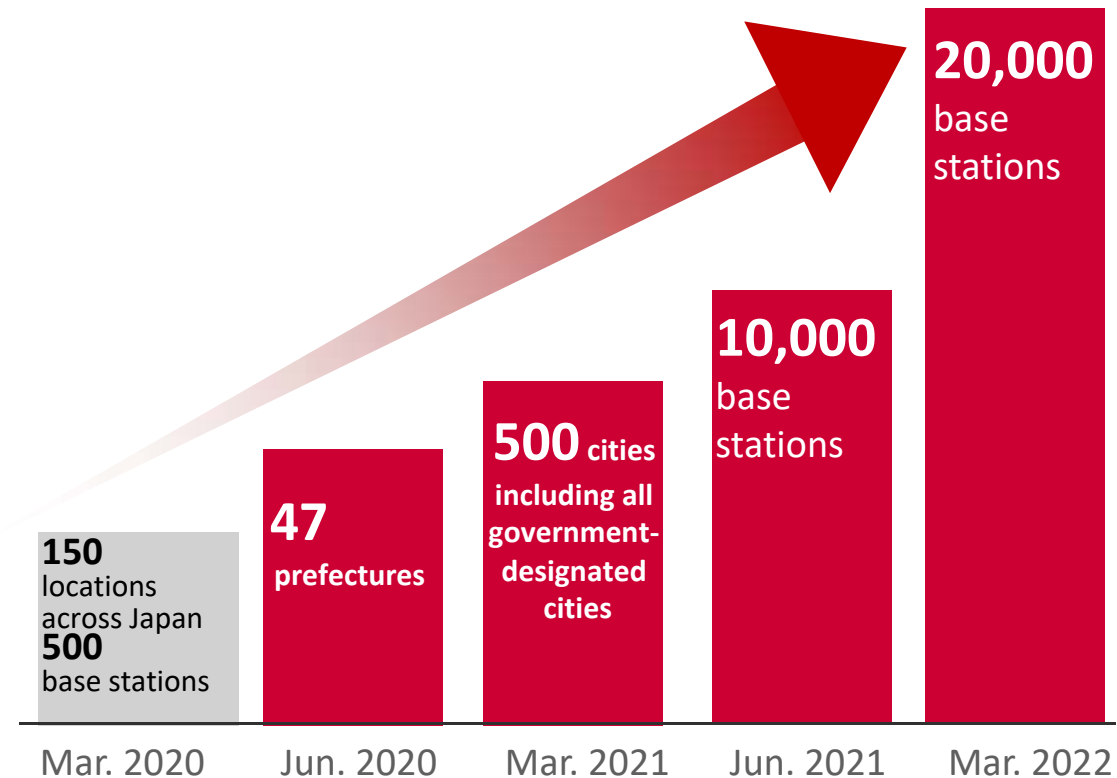 150
locations
across Japan
500
base stations
47
prefectures
500 cities
including all
government-
designated
cities
10,000
base
stations
20,000
base
stations
Mar. 2020
Jun. 2020
Mar. 2021
Jun. 2021
Mar. 2022